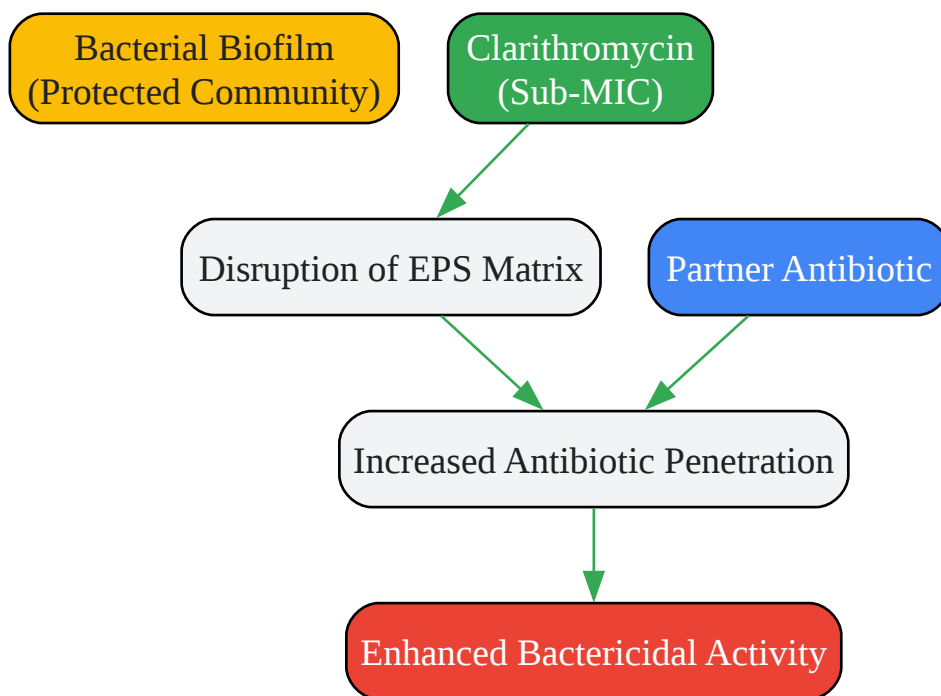 Bacterial Biofilm
(Protected Community)
Clarithromycin
(Sub-MIC)
Disruption of EPS Matrix
Partner Antibiotic
Increased Antibiotic Penetration
Enhanced Bactericidal Activity